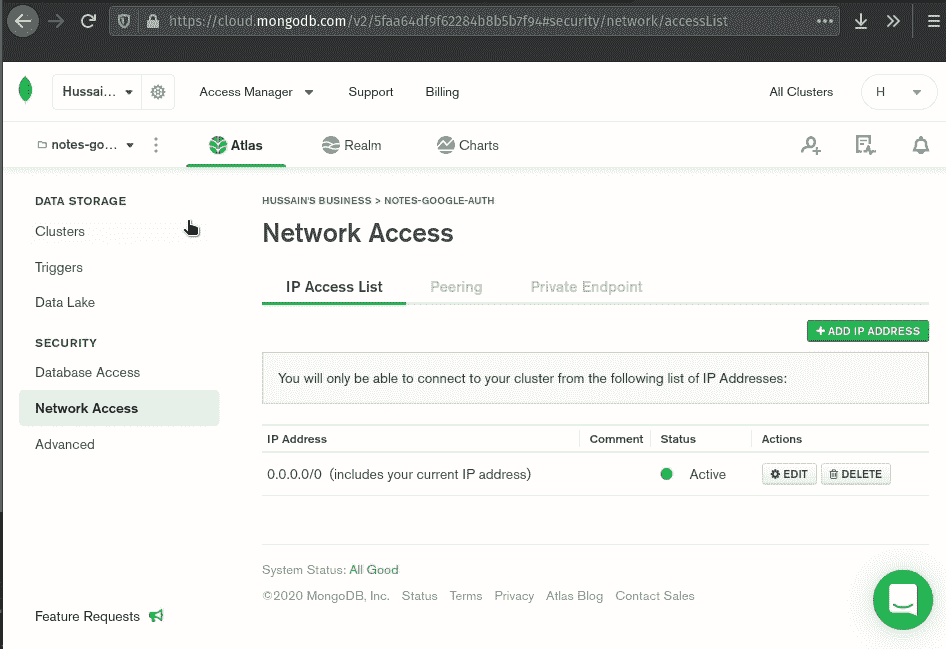 https://cloud.mongodb.com/v2/5faa64df9f62284b8b5b7f94#security/network/accessList
Hussai... Access Manager Support Billing All Clusters H
notes-go... Atlas Realm Charts
DATA STORAGE
Clusters
Triggers
Data Lake
SECURITY
Database Access
Network Access
Advanced
Feature Requests
HUSSAIN'S BUSINESS > NOTES-GOOGLE-AUTH
Network Access
IP Access List Peering Private Endpoint
+ ADD IP ADDRESS
You will only be able to connect to your cluster from the following list of IP Addresses:
IP Address Comment Status Actions
0.0.0.0/0 (includes your current IP address) Active EDIT DELETE
System Status: All Good
©2020 MongoDB, Inc. Status Terms Privacy Atlas Blog Contact Sales